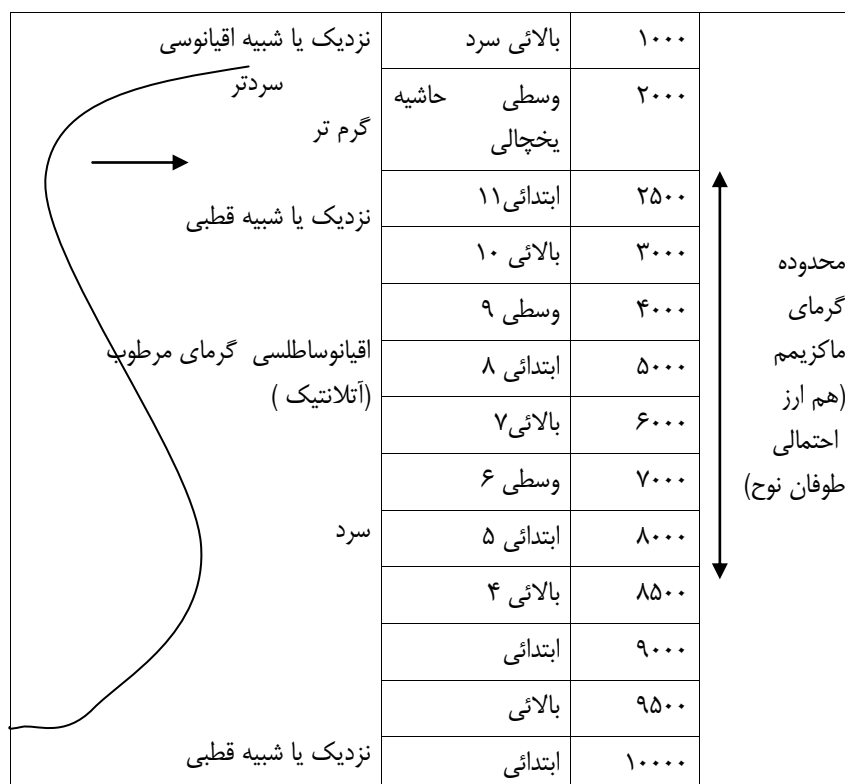 ۱۰۰۰ بالائی سرد نزدیک یا شبیه اقیانوسی
سردتر
۲۰۰۰ وسطی حاشیه
یخچالی
گرم تر
۲۵۰۰ ابتدائی۱۱ نزدیک یا شبیه قطبی
۳۰۰۰ بالائی ۱۰
۴۰۰۰ وسطی ۹
۵۰۰۰ ابتدائی ۸ اقیانوساطلسی گرمای مرطوب
(آتلانتیک )
۶۰۰۰ بالائی۷
۷۰۰۰ وسطی ۶
۸۰۰۰ ابتدائی ۵ سرد
۸۵۰۰ بالائی ۴
۹۰۰۰ ابتدائی
۹۵۰۰ بالائی
۱۰۰۰۰ ابتدائی نزدیک یا شبیه قطبی
محدوده
گرمای
ماکزیمم
(هم ارز
احتمالی
طوفان نوح)